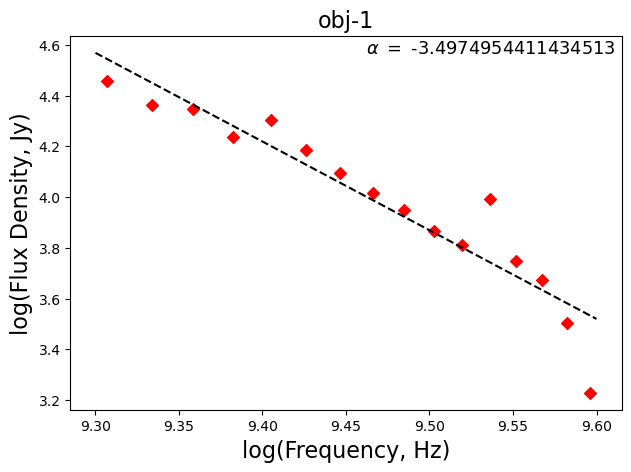 obj-1
α = -3.4974954411434513
log(Flux Density, Jy)
4.6
4.4
4.2
4.0
3.8
3.6
3.4
3.2
9.30 9.35 9.40 9.45 9.50 9.55 9.60
log(Frequency, Hz)